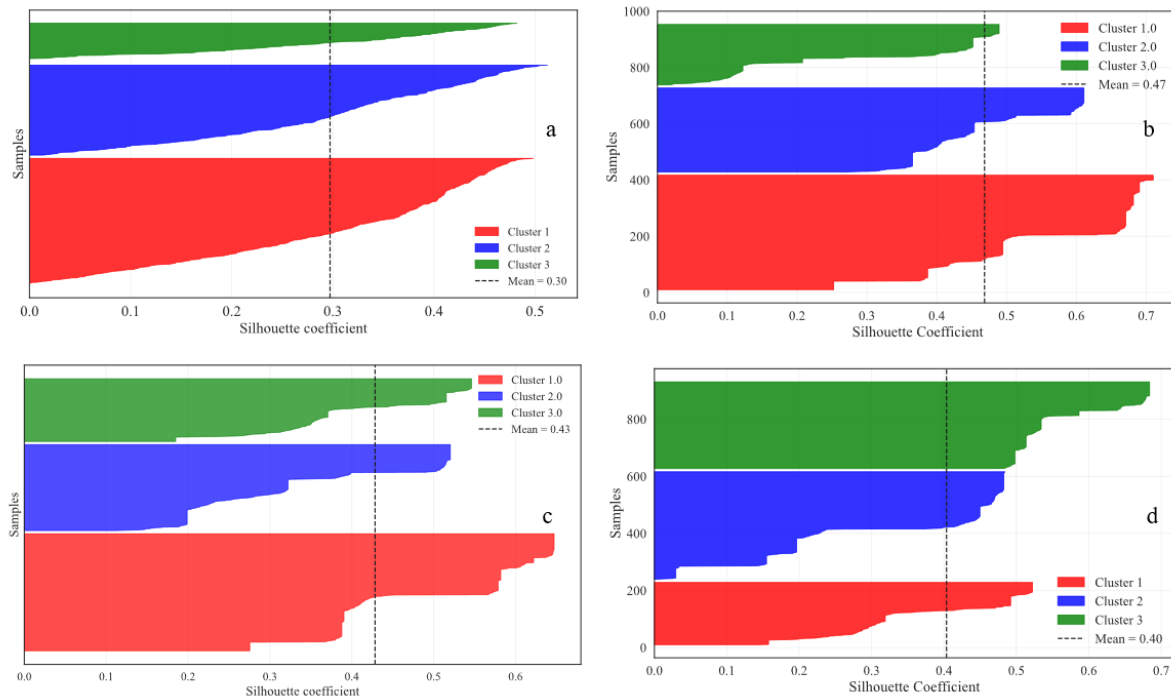 Samples
a
Cluster 1
Cluster 2
Cluster 3
Mean = 0.30
0.0 0.1 0.2 0.3 0.4 0.5
Silhouette coefficient
1000
800
600
400
200
0
Samples
Cluster 1.0
Cluster 2.0
Cluster 3.0
Mean = 0.47
b
0.0 0.1 0.2 0.3 0.4 0.5 0.6 0.7
Silhouette Coefficient
Samples
Cluster 1.0
Cluster 2.0
Cluster 3.0
Mean = 0.43
c
0.0 0.1 0.2 0.3 0.4 0.5 0.6
Silhouette coefficient
800
600
400
200
0
Samples
d
Cluster 1
Cluster 2
Cluster 3
Mean = 0.40
0.0 0.1 0.2 0.3 0.4 0.5 0.6 0.7
Silhouette Coefficient